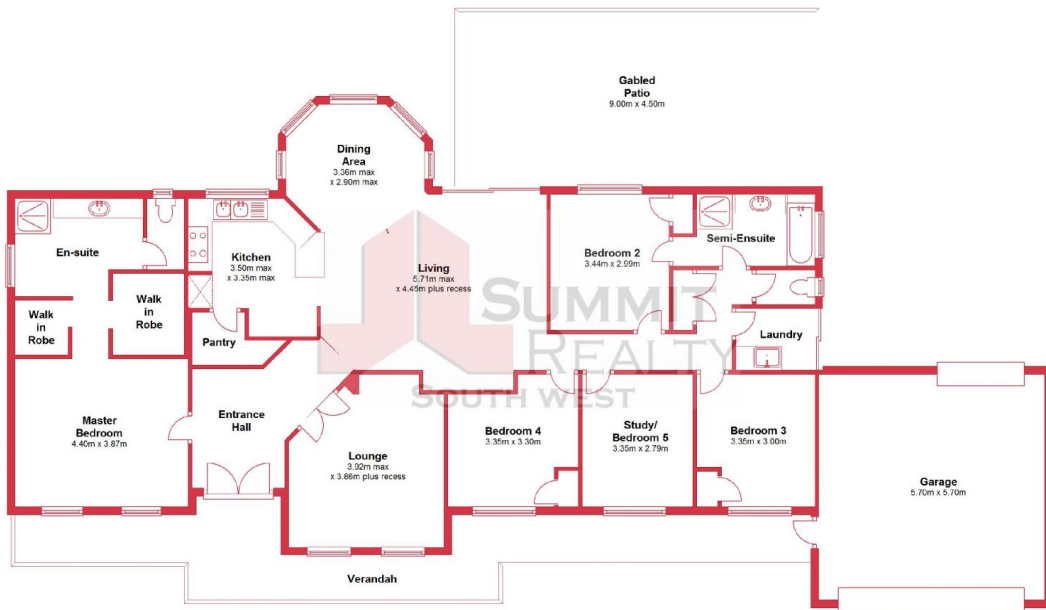 Gabled
Patio
9.00m x 4.50m
Dining
Area
3.36m max
x 2.90m max
En-suite
Kitchen
3.50m max
x 3.35m max
Living
5.71m max
x 4.45m plus recess
Bedroom 2
3.44m x 2.99m
Semi-Ensuite
Walk
in
Robe
Walk
in
Robe
Pantry
Laundry
SUMMIT
REALTY
SOUTH WEST
Master
Bedroom
4.40m x 3.87m
Entrance
Hall
Lounge
3.92m max
x 3.86m plus recess
Bedroom 4
3.35m x 3.30m
Study/
Bedroom 5
3.35m x 2.79m
Bedroom 3
3.35m x 3.00m
Garage
5.70m x 5.70m
Verandah